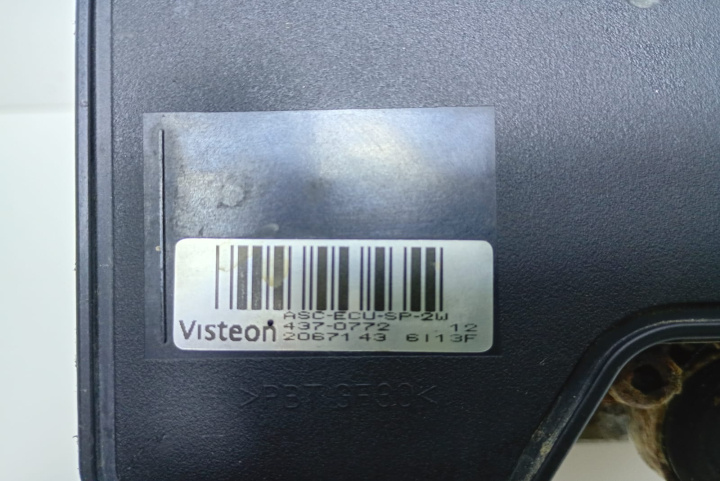 ASC-ECU-SP-2W
Visteon 437-0772 12
2067143 6I13F
>PBT GF30<